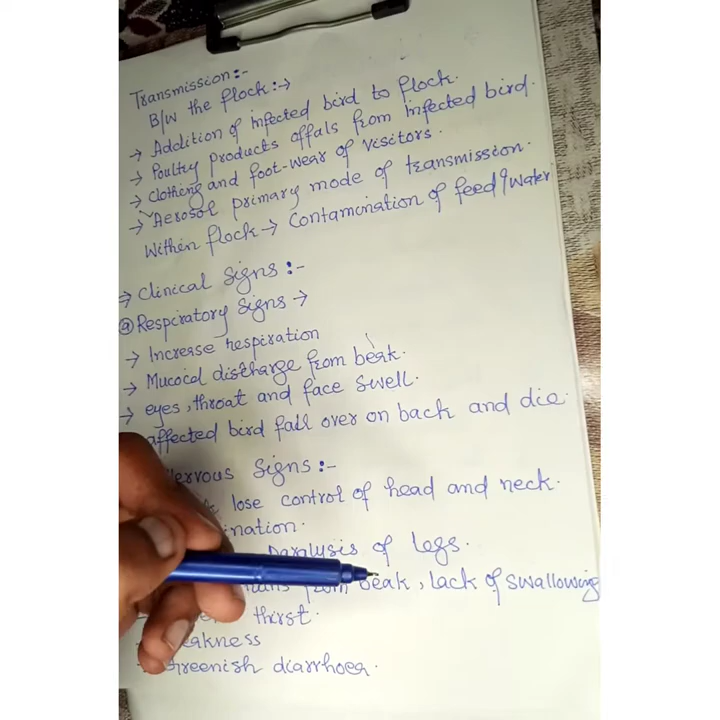 Transmission:-
B/W the flock:→
→ Addition of infected bird to flock.
→ Poultry products offals from infected bird.
→ Clothing and foot-wear of visitors.
→ Aerosol primary mode of transmission.
Within flock → Contamination of feed & water
→ Clinical signs :-
@ Respiratory signs →
→ Increase respiration
→ Mucoid discharge from beak.
→ eyes, throat and face swell.
affected bird fall over on back and die.
Nervous signs :-
lose control of head and neck.
ination.
paralysis of legs.
from beak, lack of swallowing
thirst.
eakness
Greenish diarrhoea.